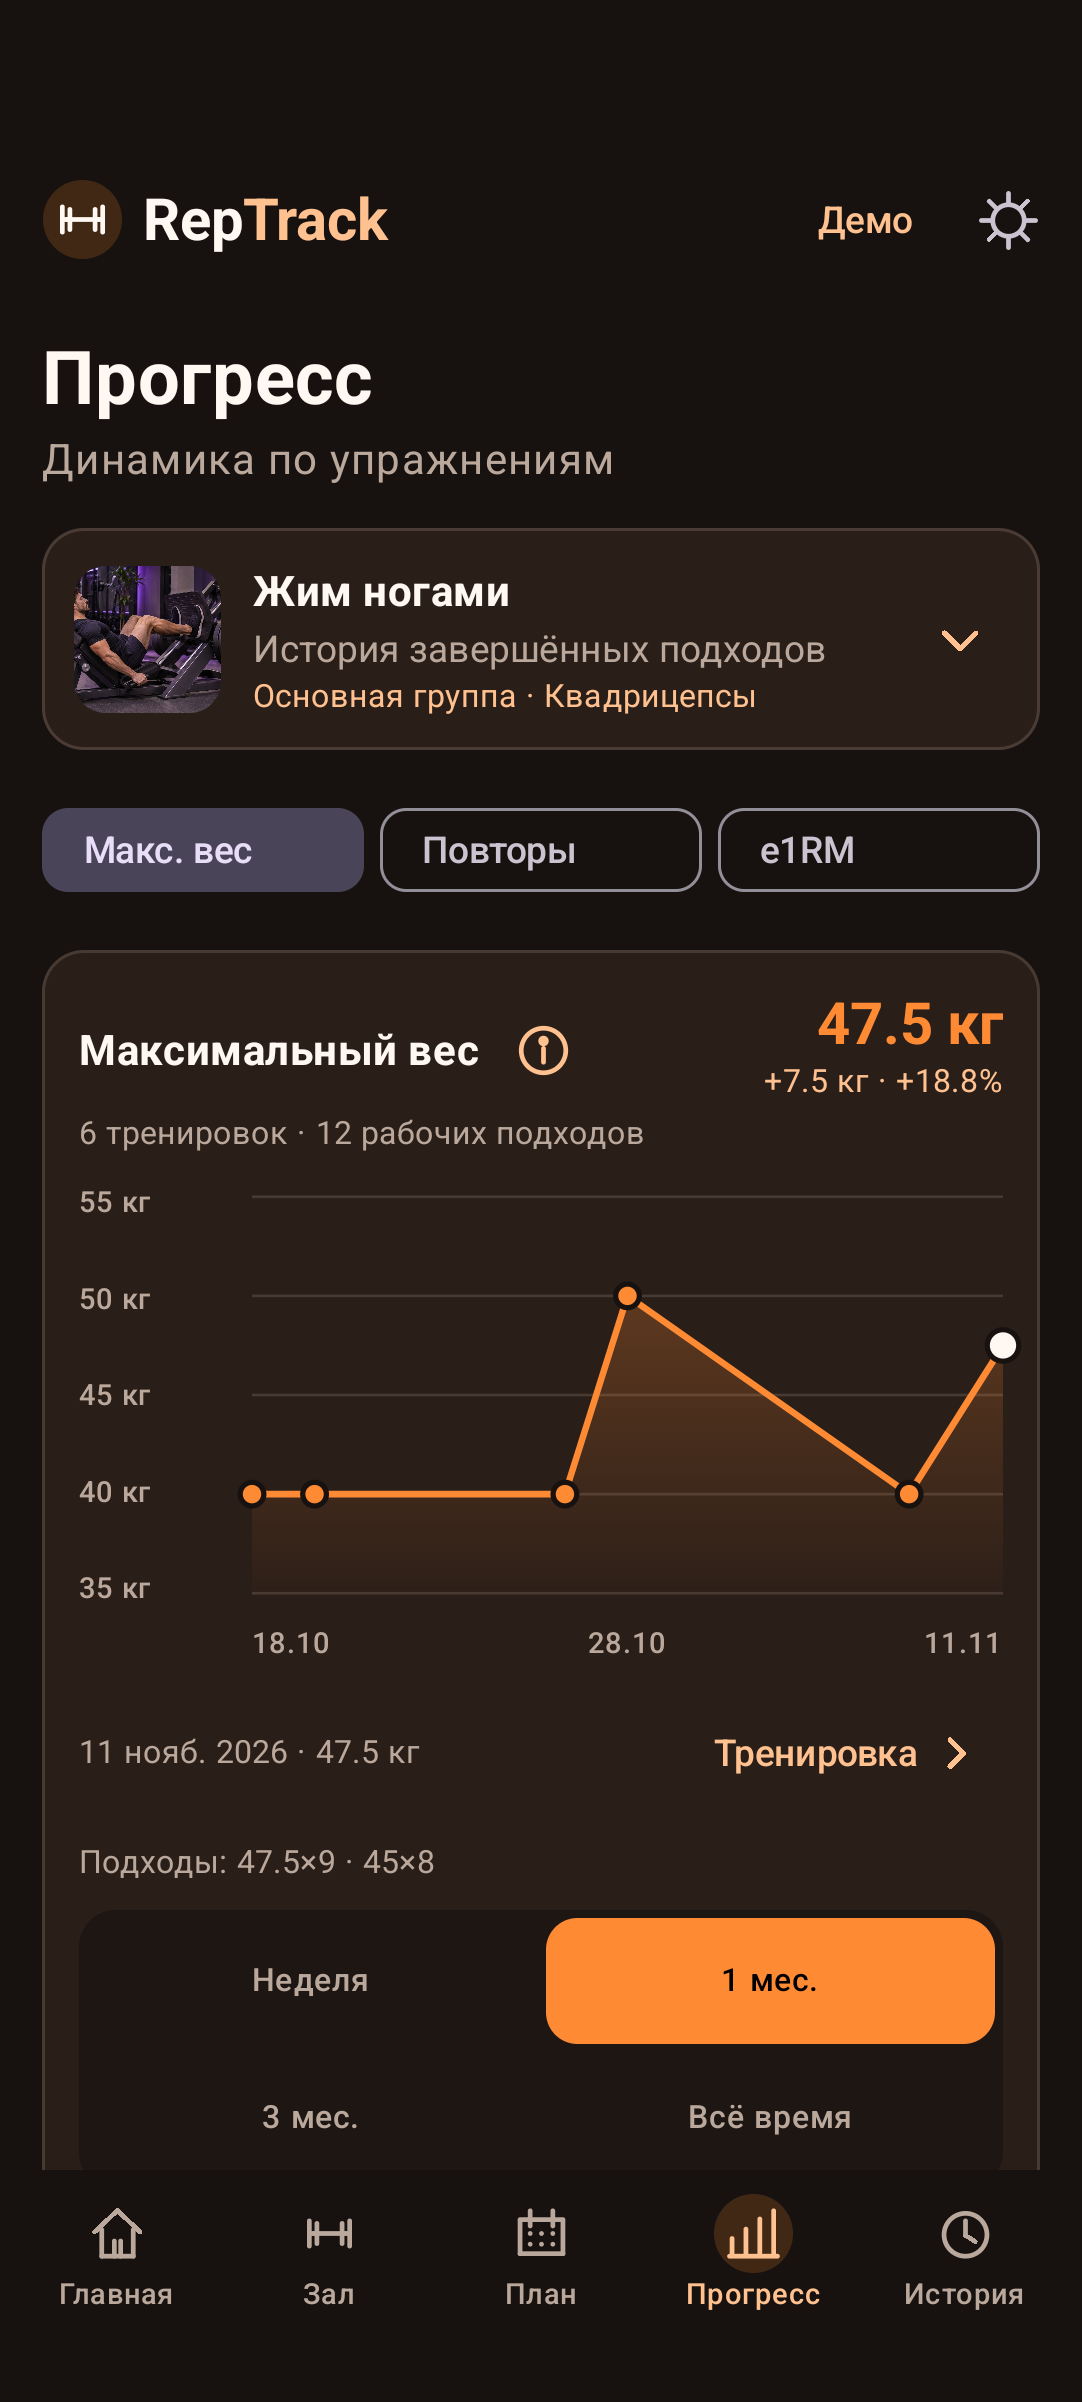 RepTrack
Демо
Прогресс
Динамика по упражнениям
Жим ногами
История завершённых подходов
Основная группа · Квадрицепсы
Макс. вес
Повторы
e1RM
Максимальный вес
47.5 кг
+7.5 кг · +18.8%
6 тренировок · 12 рабочих подходов
55 кг
50 кг
45 кг
40 кг
35 кг
18.10
28.10
11.11
11 нояб. 2026 · 47.5 кг
Тренировка
Подходы: 47.5×9 · 45×8
Неделя
1 мес.
3 мес.
Всё время
Главная
Зал
План
Прогресс
История